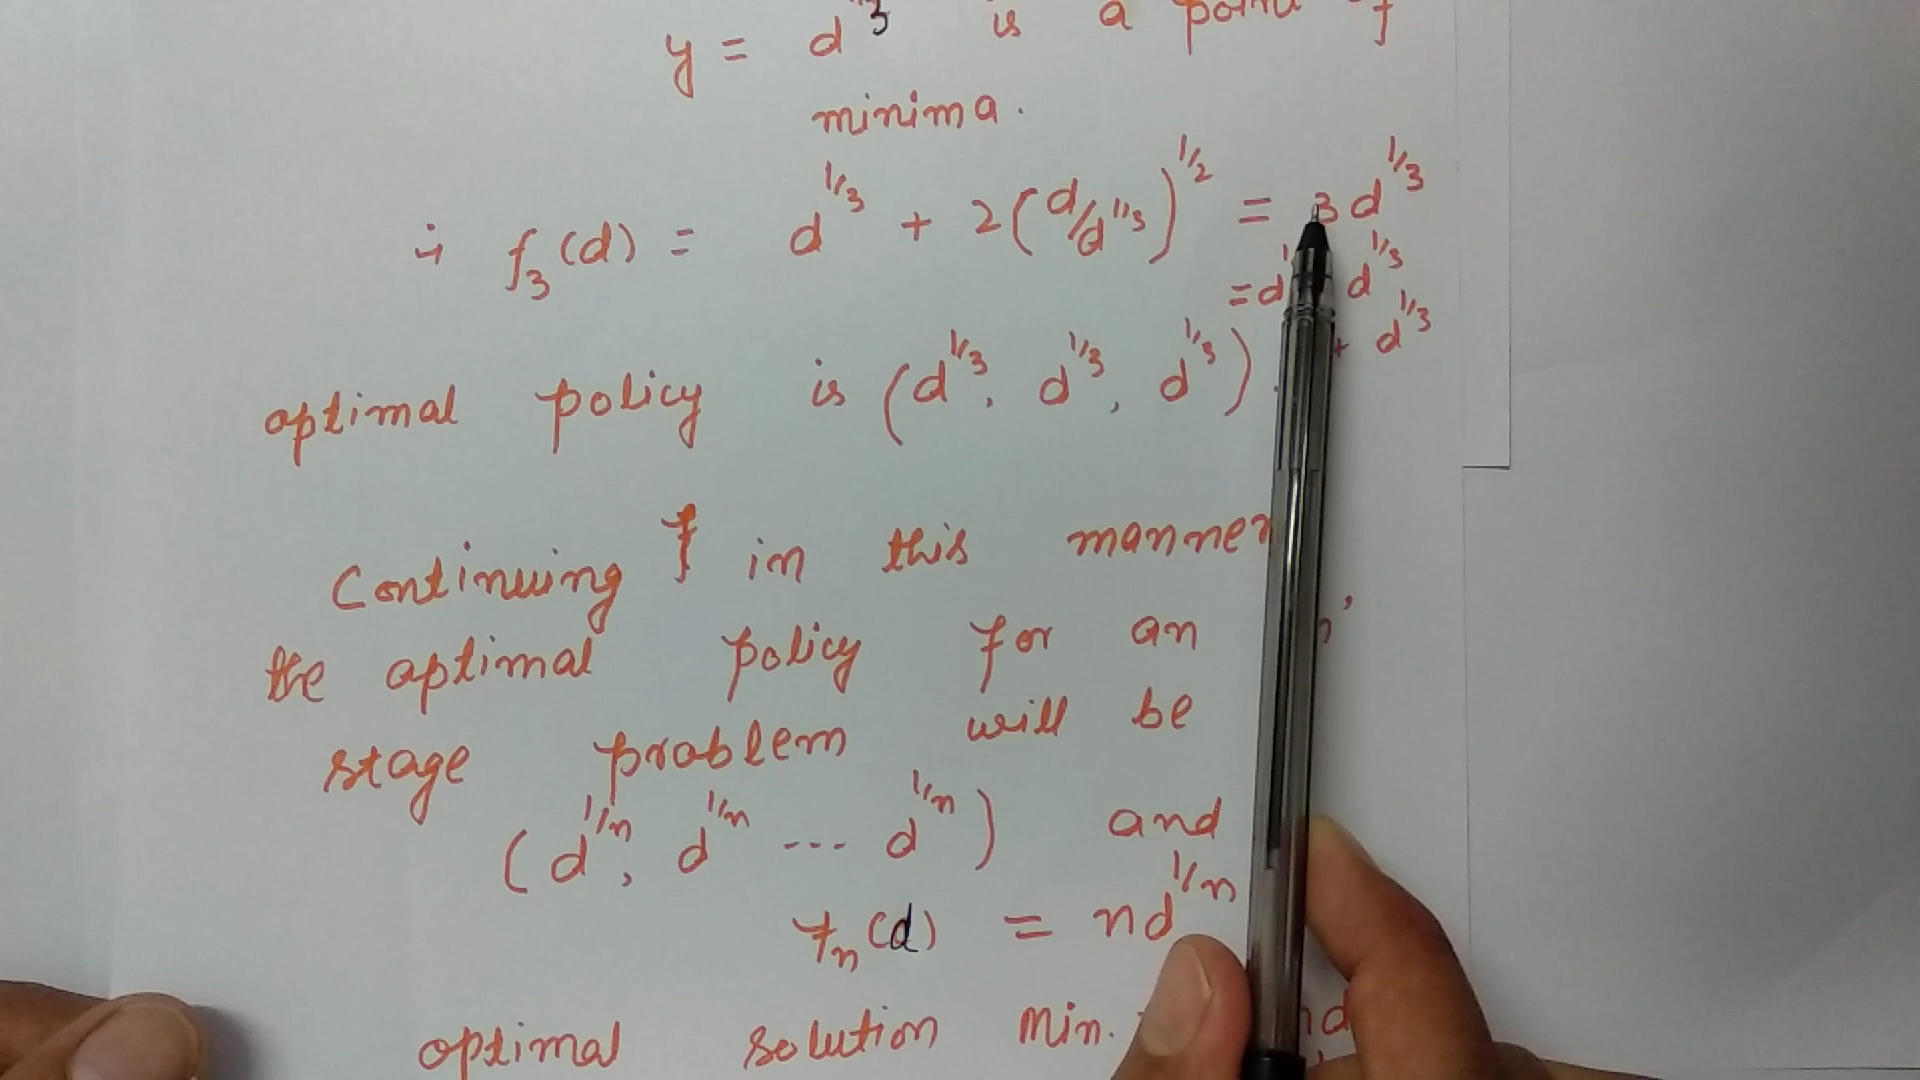 y = d^1/3 is a point of
minima.
∴ f₃(d) = d^1/3 + 2(d/d^1/3)^1/2 = 3d^1/3
= d d^1/3
+ d^1/3
optimal policy is (d^1/3, d^1/3, d^1/3).
Continuing in this manner
the optimal policy for an 'n'
stage problem will be
(d^1/n, d^1/n ... d^1/n) and
fₙ(d) = nd^1/n
optimal solution min.